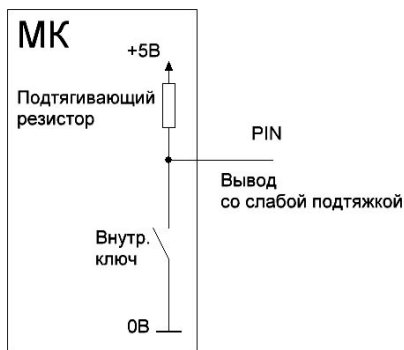 МК
+5В
Подтягивающий
резистор
PIN
Вывод
со слабой подтяжкой
Внутр.
ключ
0В